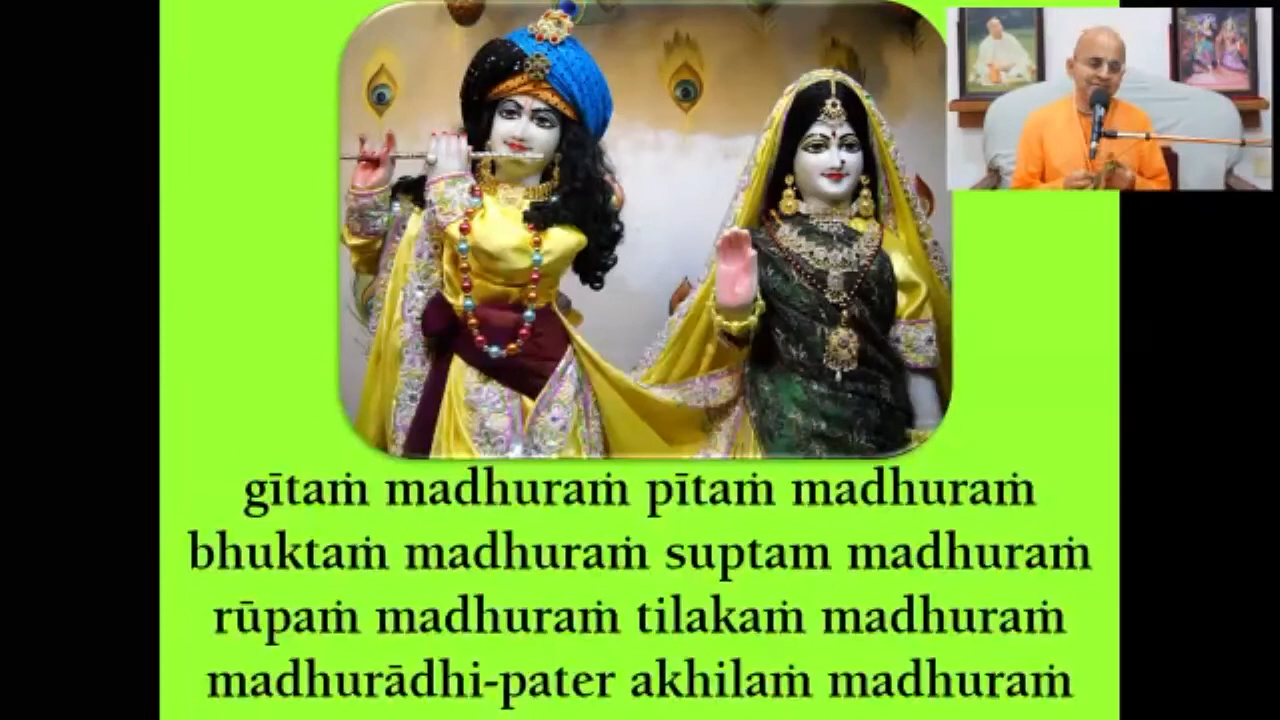 gītaṁ madhuraṁ pītaṁ madhuraṁ
bhuktaṁ madhuraṁ suptam madhuraṁ
rūpaṁ madhuraṁ tilakaṁ madhuraṁ
madhurādhi-pater akhilaṁ madhuraṁ